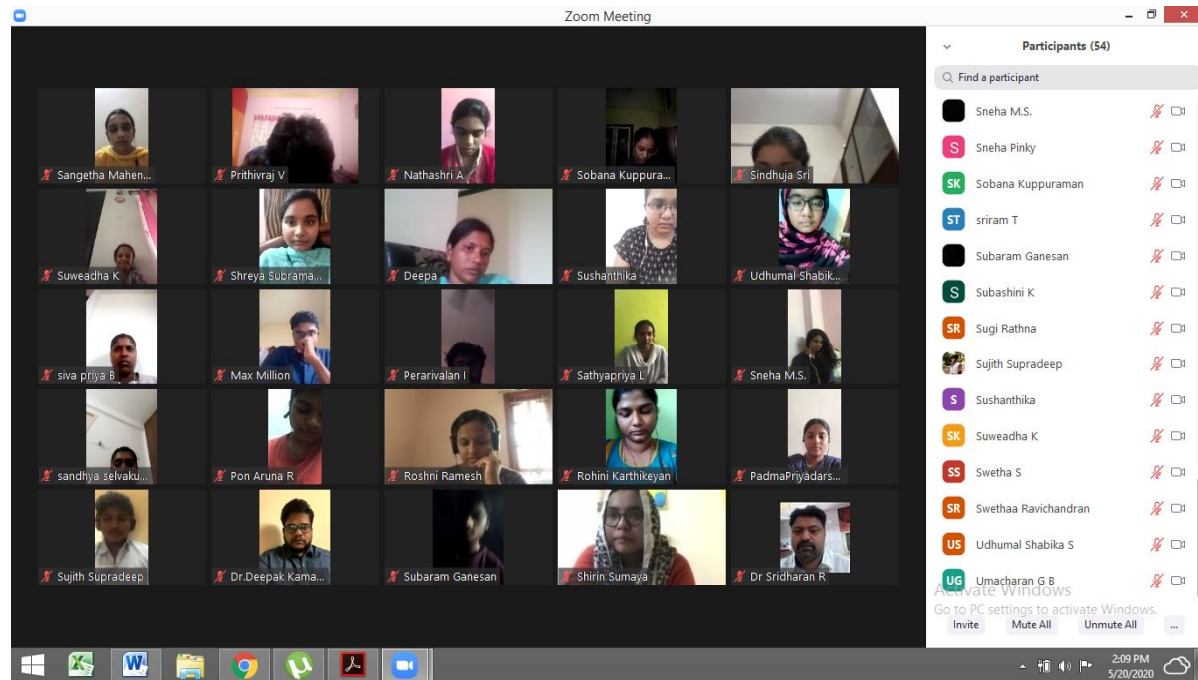 Zoom Meeting
Sangetha Mahen...
Prithivraj V
Nathashri A
Sobana Kuppura...
Sindhuja Sri
Suweadha K
Shreya Subrama...
Deepa
Sushanthika
Udhumal Shabik...
siva priya B
Max Million
Perarivalan I
Sathyapriya L
Sneha M.S.
sandhya selvaku...
Pon Aruna R
Roshni Ramesh
Rohini Karthikeyan
PadmaPriyadars...
Sujith Supradeep
Dr.Deepak Kama...
Subaram Ganesan
Shirin Sumaya
Dr Sridharan R
Participants (54)
Find a participant
Sneha M.S.
S Sneha Pinky
SK Sobana Kuppuraman
ST sriram T
Subaram Ganesan
S Subashini K
SR Sugi Rathna
Sujith Supradeep
S Sushanthika
SK Suweadha K
SS Swetha S
SR Swethaa Ravichandran
US Udhumal Shabika S
UG Umacharan G B
Activate Windows
Go to PC settings to activate Windows.
Invite Mute All Unmute All ...
2:09 PM
5/20/2020